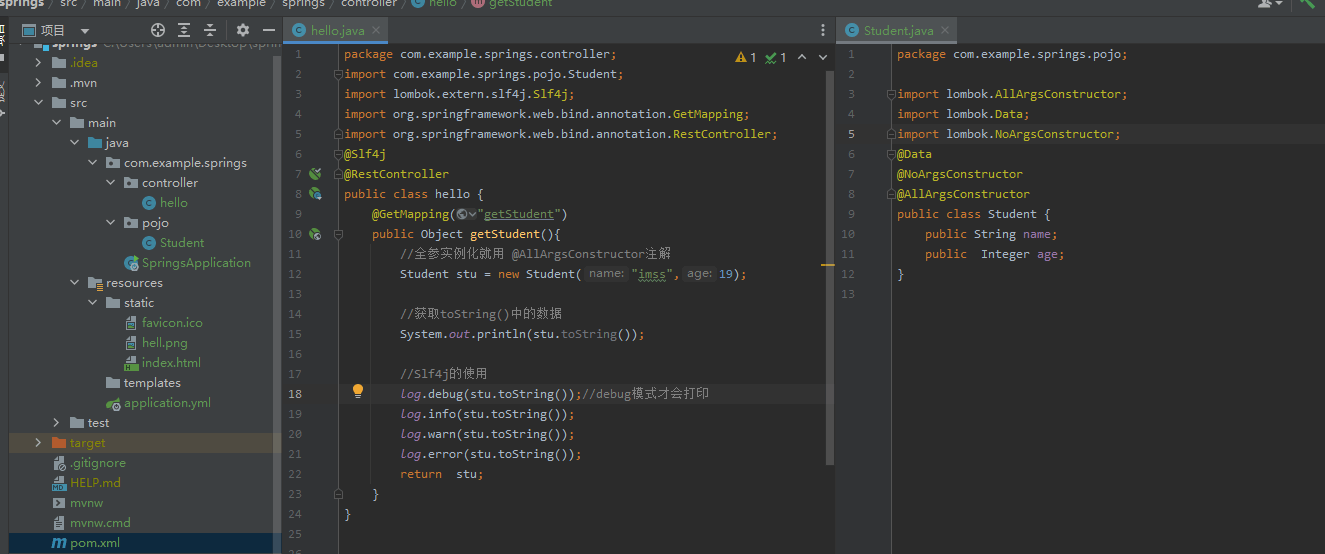 springs src main java com example springs controller hello getStudent
项目
springs C:\Users\admin\Desktop\sprin
.idea
.mvn
src
main
java
com.example.springs
controller
hello
pojo
Student
SpringsApplication
resources
static
favicon.ico
hell.png
index.html
templates
application.yml
test
target
.gitignore
HELP.md
mvnw
mvnw.cmd
pom.xml
hello.java
1 1
1 package com.example.springs.controller;
2 import com.example.springs.pojo.Student;
3 import lombok.extern.slf4j.Slf4j;
4 import org.springframework.web.bind.annotation.GetMapping;
5 import org.springframework.web.bind.annotation.RestController;
6 @Slf4j
7 @RestController
8 public class hello {
9 @GetMapping("getStudent")
10 public Object getStudent(){
11 //全参实例化就用 @AllArgsConstructor注解
12 Student stu = new Student( name: "imss", age: 19);
13
14 //获取toString()中的数据
15 System.out.println(stu.toString());
16
17 //Slf4j的使用
18 log.debug(stu.toString());//debug模式才会打印
19 log.info(stu.toString());
20 log.warn(stu.toString());
21 log.error(stu.toString());
22 return stu;
23 }
24 }
25
Student.java
1 package com.example.springs.pojo;
2
3 import lombok.AllArgsConstructor;
4 import lombok.Data;
5 import lombok.NoArgsConstructor;
6 @Data
7 @NoArgsConstructor
8 @AllArgsConstructor
9 public class Student {
10 public String name;
11 public Integer age;
12 }
13